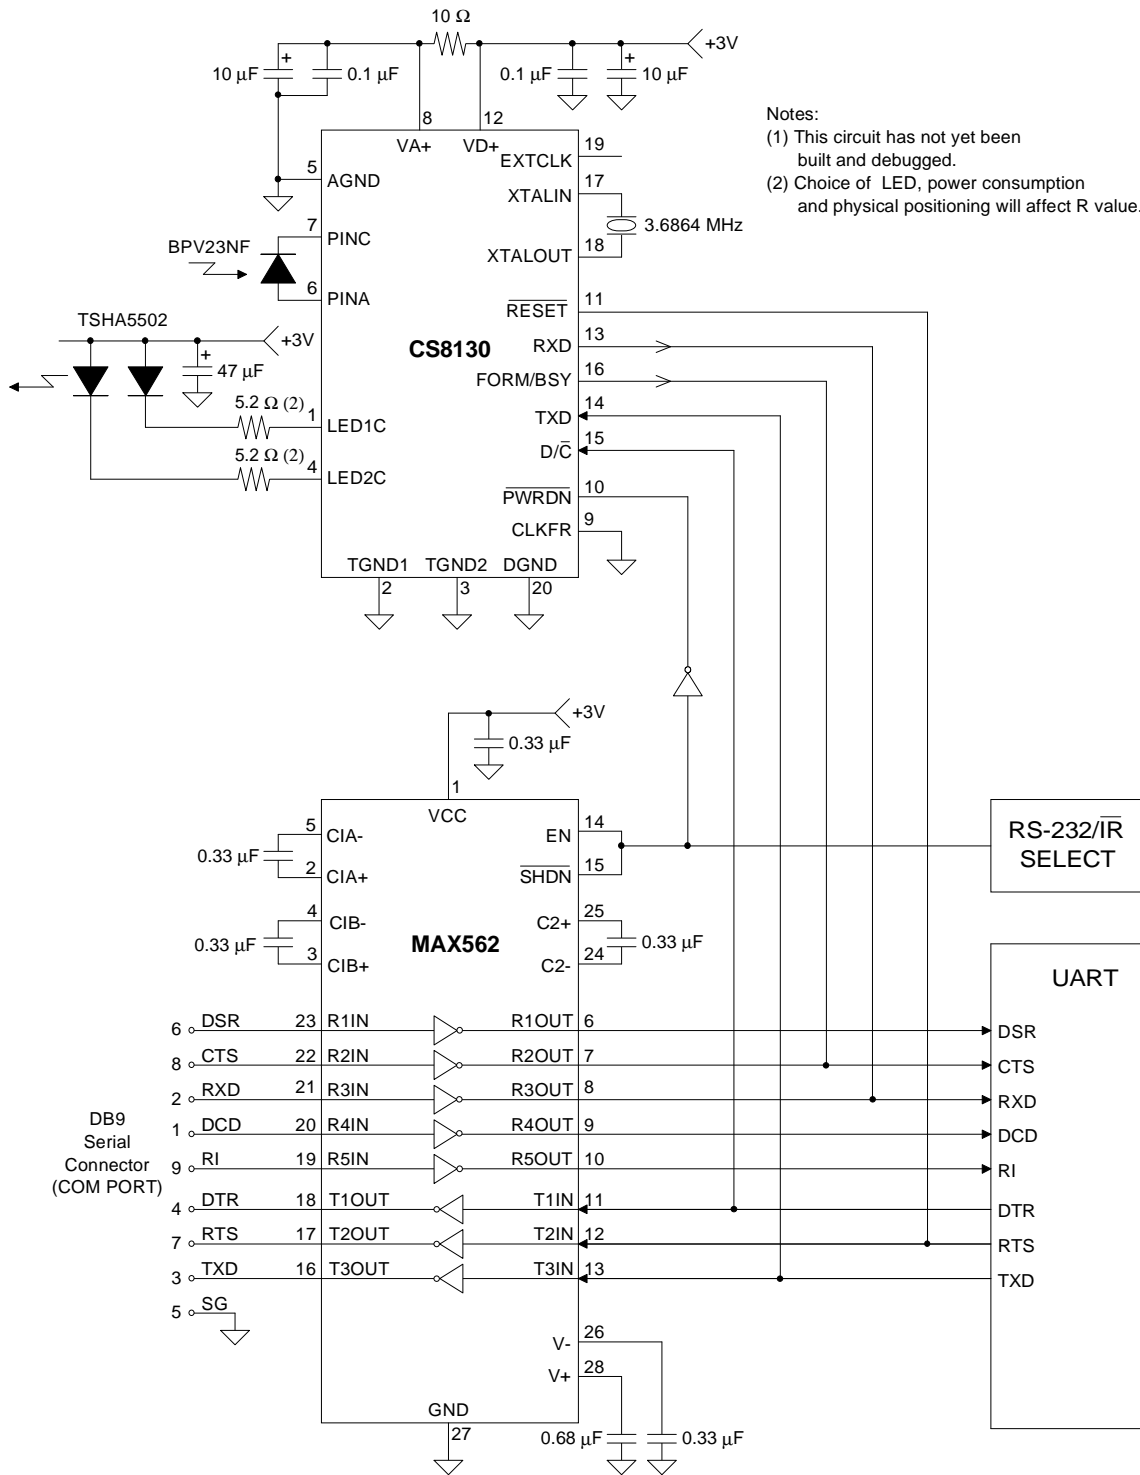 10 Ω
+3V
10 µF
+
0.1 µF
0.1 µF
+
10 µF
8
12
VA+
VD+
Notes:
(1) This circuit has not yet been
built and debugged.
(2) Choice of LED, power consumption
and physical positioning will affect R value.
19
EXTCLK
5
AGND
17
XTALIN
3.6864 MHz
7
PINC
18
XTALOUT
BPV23NF
6
PINA
11
RESET
TSHA5502
+3V
+
47 µF
CS8130
13
RXD
16
FORM/BSY
5.2 Ω (2)
1
LED1C
14
TXD
5.2 Ω (2)
4
LED2C
15
D/C̅
10
PWRDN
9
CLKFR
TGND1
TGND2
DGND
2
3
20
+3V
0.33 µF
1
VCC
5
CIA-
14
EN
0.33 µF
2
CIA+
15
SHDN
RS-232/IR
SELECT
4
CIB-
25
C2+
0.33 µF
3
CIB+
24
C2-
0.33 µF
MAX562
UART
6 DSR 23 R1IN R1OUT 6 DSR
8 CTS 22 R2IN R2OUT 7 CTS
2 RXD 21 R3IN R3OUT 8 RXD
1 DCD 20 R4IN R4OUT 9 DCD
9 RI 19 R5IN R5OUT 10 RI
4 DTR 18 T1OUT T1IN 11 DTR
7 RTS 17 T2OUT T2IN 12 RTS
3 TXD 16 T3OUT T3IN 13 TXD
5 SG
DB9
Serial
Connector
(COM PORT)
V-
26
V+
28
GND
27
0.68 µF
0.33 µF